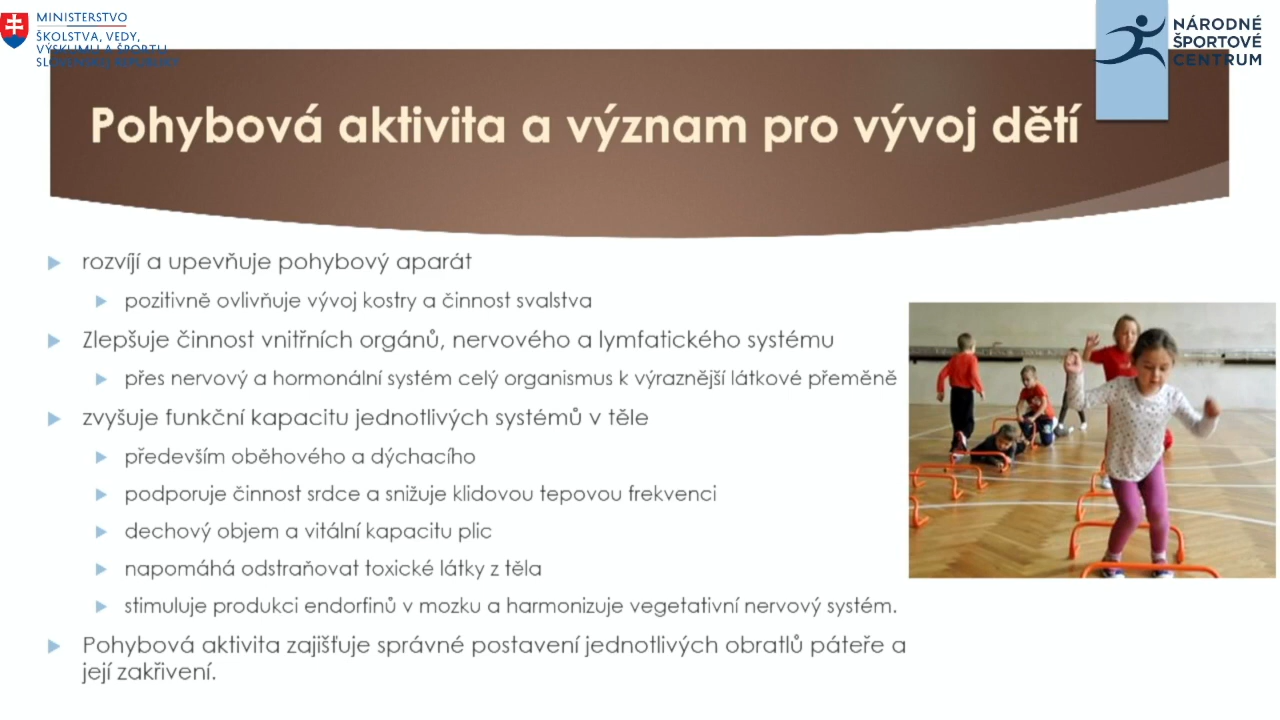 MINISTERSTVO
ŠKOLSTVA, VEDY,
VÝSKUMU A ŠPORTU
SLOVENSKEJ REPUBLIKY
NÁRODNÉ
ŠPORTOVÉ
CENTRUM
Pohybová aktivita a význam pro vývoj dětí
rozvíjí a upevňuje pohybový aparát
pozitivně ovlivňuje vývoj kostry a činnost svalstva
Zlepšuje činnost vnitřních orgánů, nervového a lymfatického systému
přes nervový a hormonální systém celý organismus k výraznější látkové přeměně
zvyšuje funkční kapacitu jednotlivých systémů v těle
především oběhového a dýchacího
podporuje činnost srdce a snižuje klidovou tepovou frekvenci
dechový objem a vitální kapacitu plic
napomáhá odstraňovat toxické látky z těla
stimuluje produkci endorfinů v mozku a harmonizuje vegetativní nervový systém.
Pohybová aktivita zajišťuje správné postavení jednotlivých obratlů páteře a
její zakřivení.